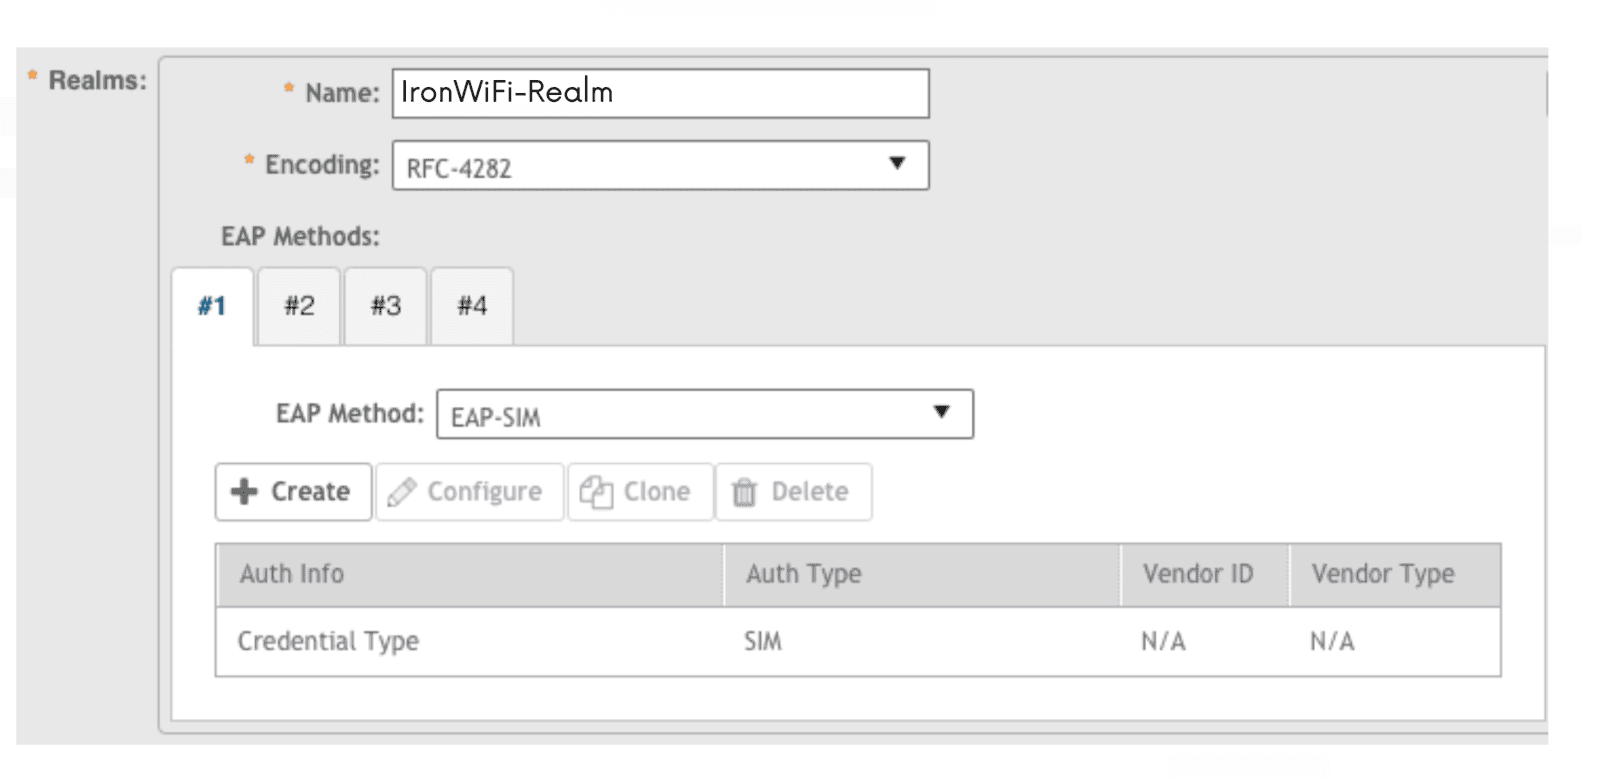 * Realms:
* Name: IronWiFi-Realm
* Encoding: RFC-4282
EAP Methods:
#1 #2 #3 #4
EAP Method: EAP-SIM
Create Configure Clone Delete
Auth Info Auth Type Vendor ID Vendor Type
Credential Type SIM N/A N/A